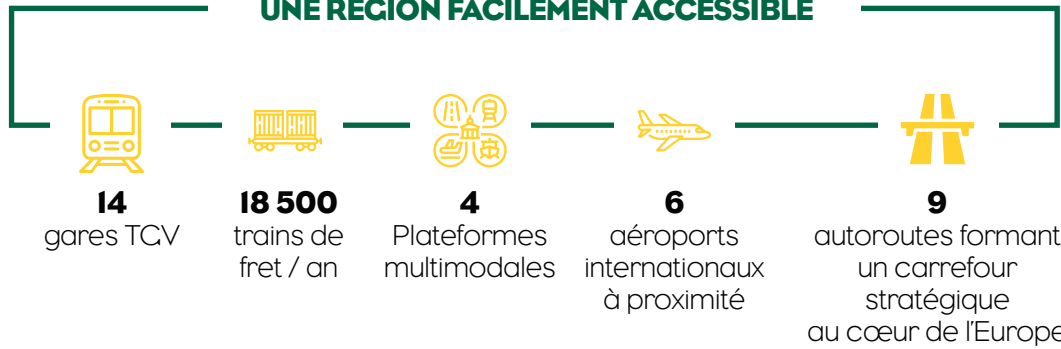 UNE RÉGION FACILEMENT ACCESSIBLE
14
gares TGV
18 500
trains de
fret / an
4
Plateformes
multimodales
6
aéroports
internationaux
à proximité
9
autoroutes formant
un carrefour
stratégique
au cœur de l'Europe